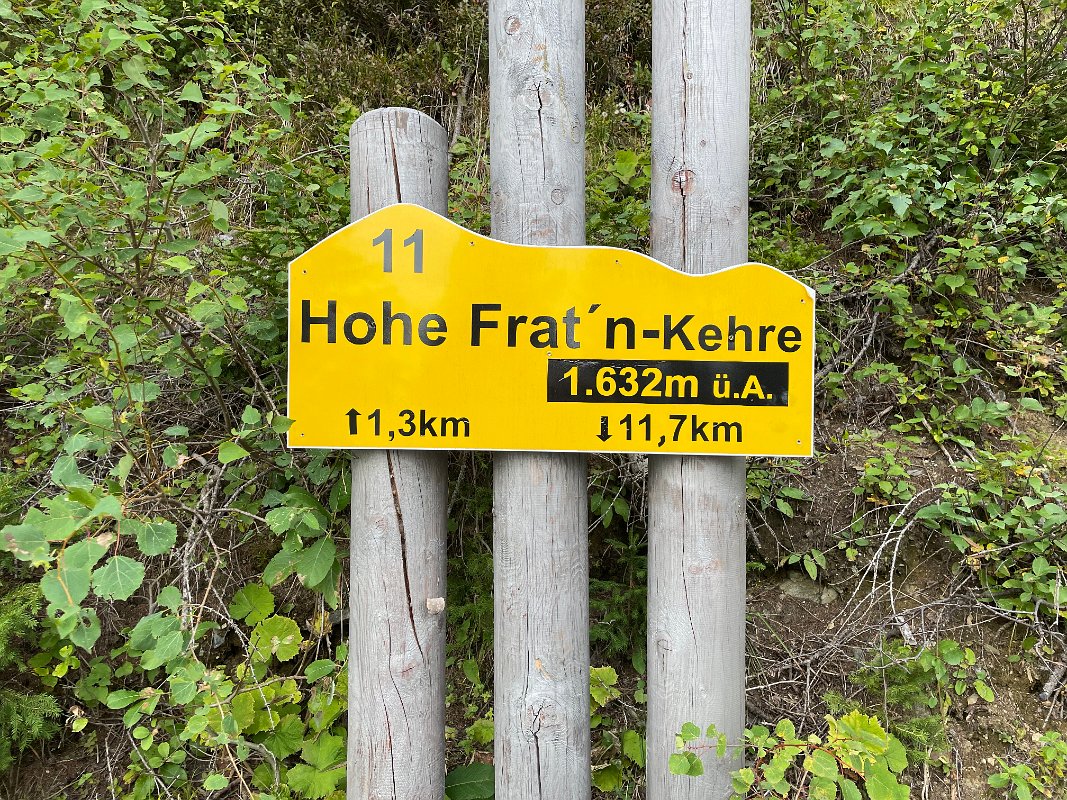 11
Hohe Frat´n-Kehre
1.632m ü.A.
⬆1,3km ⬇11,7km